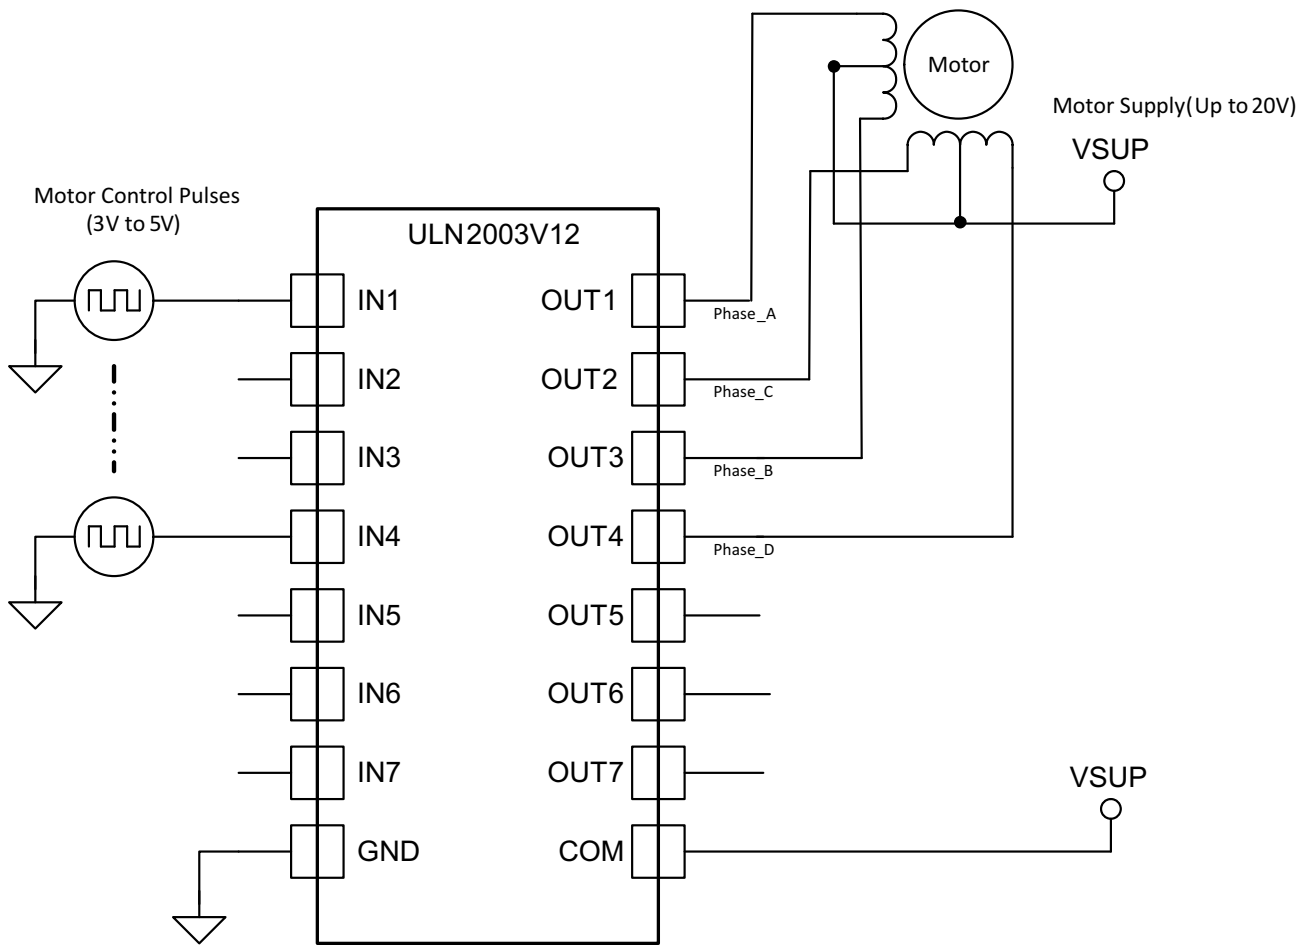 Motor
Motor Supply(Up to 20V)
VSUP
Motor Control Pulses
(3V to 5V)
ULN2003V12
IN1
OUT1
Phase_A
IN2
OUT2
Phase_C
IN3
OUT3
Phase_B
IN4
OUT4
Phase_D
IN5
OUT5
IN6
OUT6
IN7
OUT7
VSUP
GND
COM